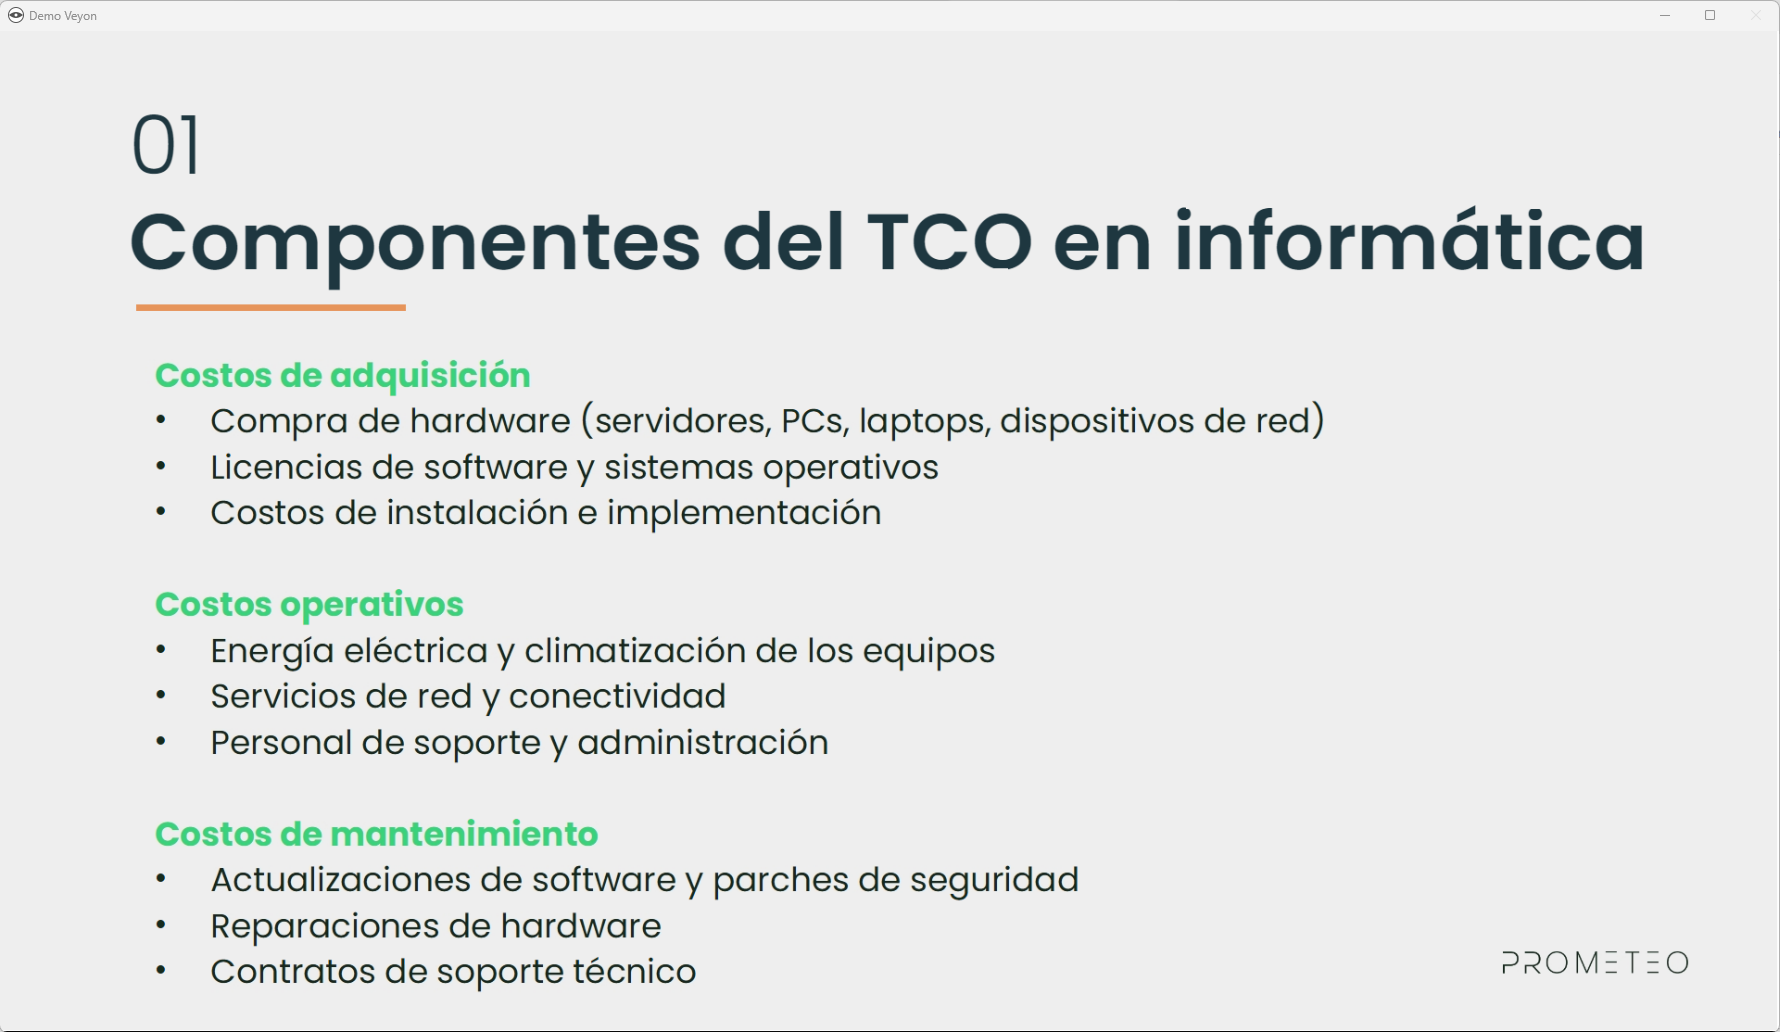 Demo Veyon
01
Componentes del TCO en informática
Costos de adquisición
• Compra de hardware (servidores, PCs, laptops, dispositivos de red)
• Licencias de software y sistemas operativos
• Costos de instalación e implementación
Costos operativos
• Energía eléctrica y climatización de los equipos
• Servicios de red y conectividad
• Personal de soporte y administración
Costos de mantenimiento
• Actualizaciones de software y parches de seguridad
• Reparaciones de hardware
• Contratos de soporte técnico
PROMETEO